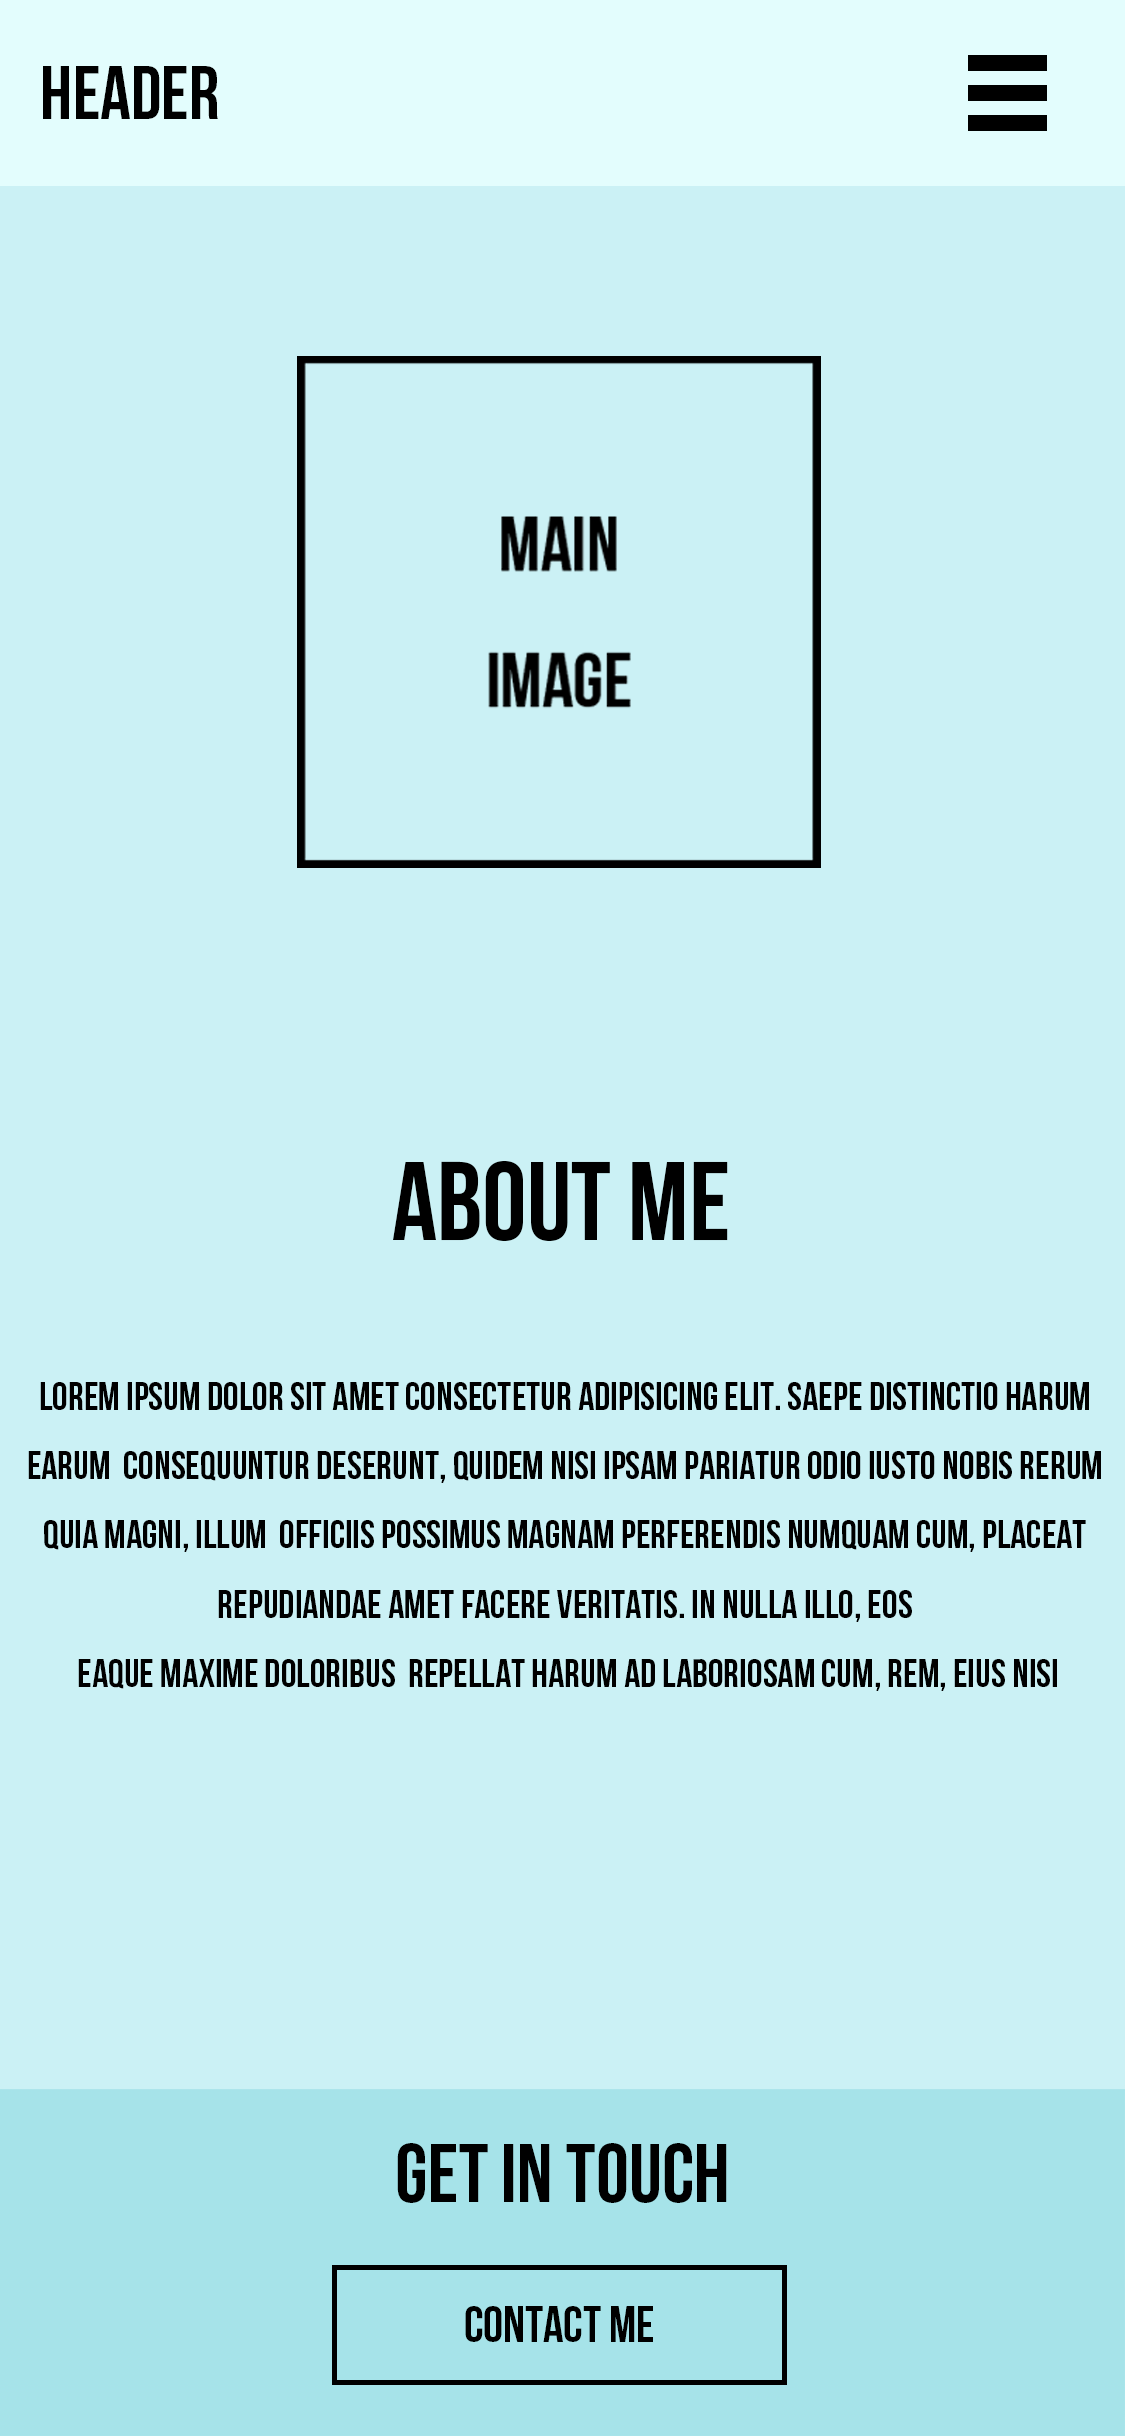 HEADER
MAIN
IMAGE
ABOUT ME
LOREM IPSUM DOLOR SIT AMET CONSECTETUR ADIPISICING ELIT. SAEPE DISTINCTIO HARUM
EARUM CONSEQUUNTUR DESERUNT, QUIDEM NISI IPSAM PARIATUR ODIO IUSTO NOBIS RERUM
QUIA MAGNI, ILLUM OFFICIIS POSSIMUS MAGNAM PERFERENDIS NUMQUAM CUM, PLACEAT
REPUDIANDAE AMET FACERE VERITATIS. IN NULLA ILLO, EOS
EAQUE MAXIME DOLORIBUS REPELLAT HARUM AD LABORIOSAM CUM, REM, EIUS NISI
GET IN TOUCH
CONTACT ME